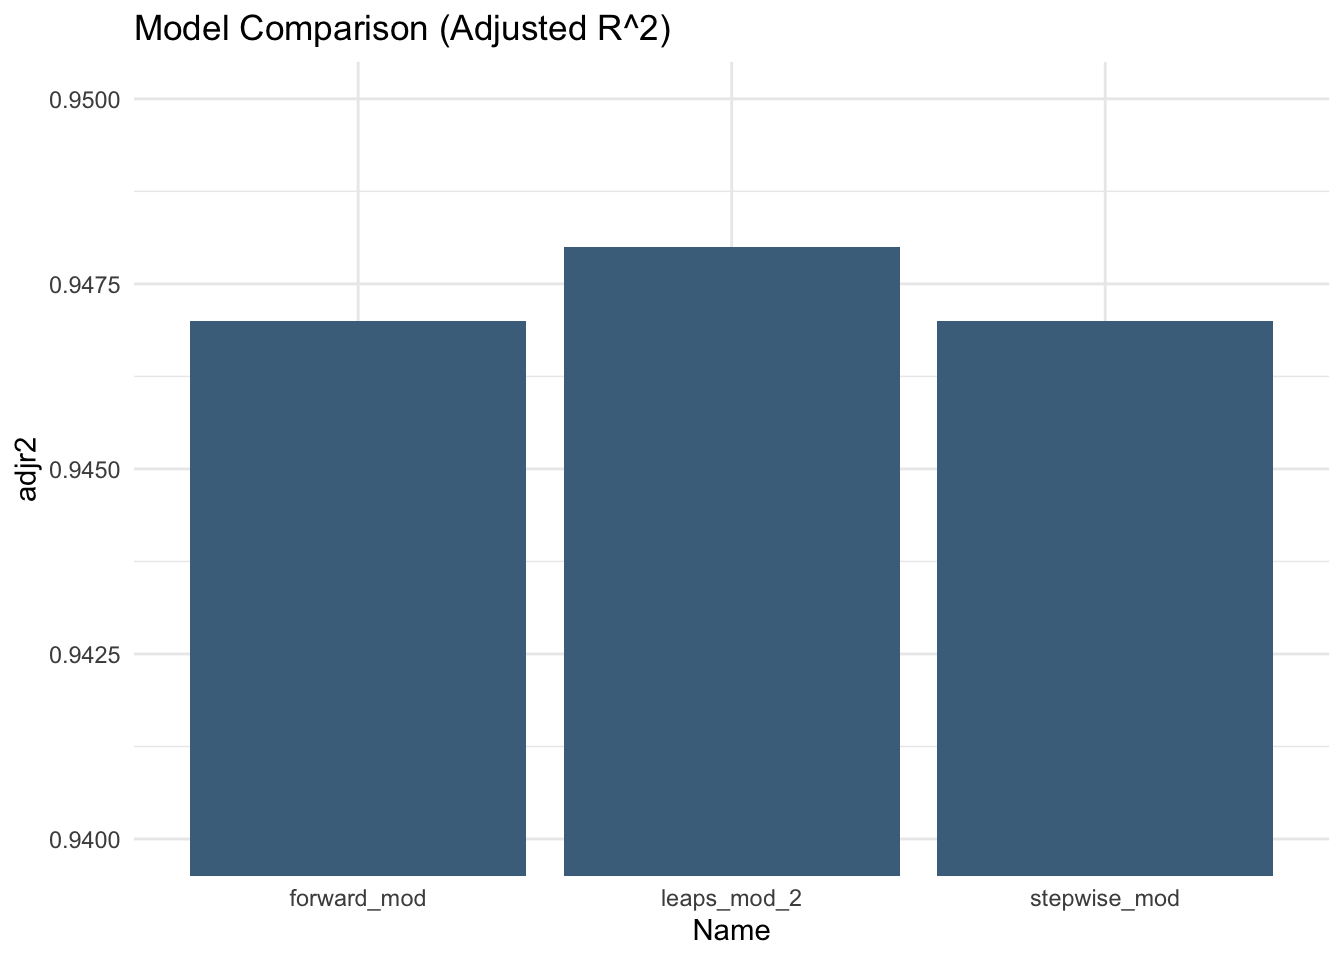 Model Comparison (Adjusted R^2)
adjr2
0.9500
0.9475
0.9450
0.9425
0.9400
forward_mod
leaps_mod_2
stepwise_mod
Name